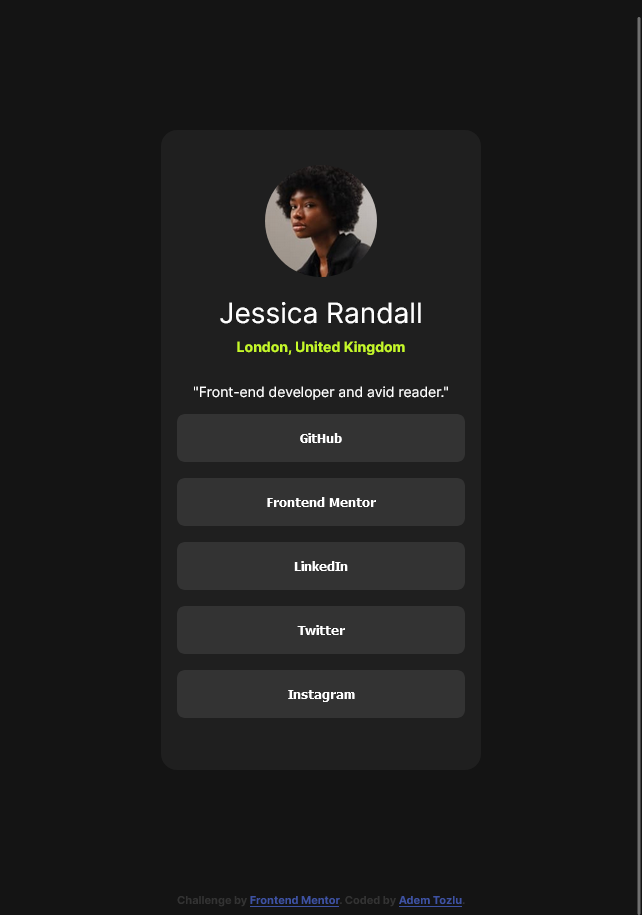 Jessica Randall
London, United Kingdom
"Front-end developer and avid reader."
GitHub
Frontend Mentor
LinkedIn
Twitter
Instagram
Challenge by Frontend Mentor. Coded by Adem Tozlu.